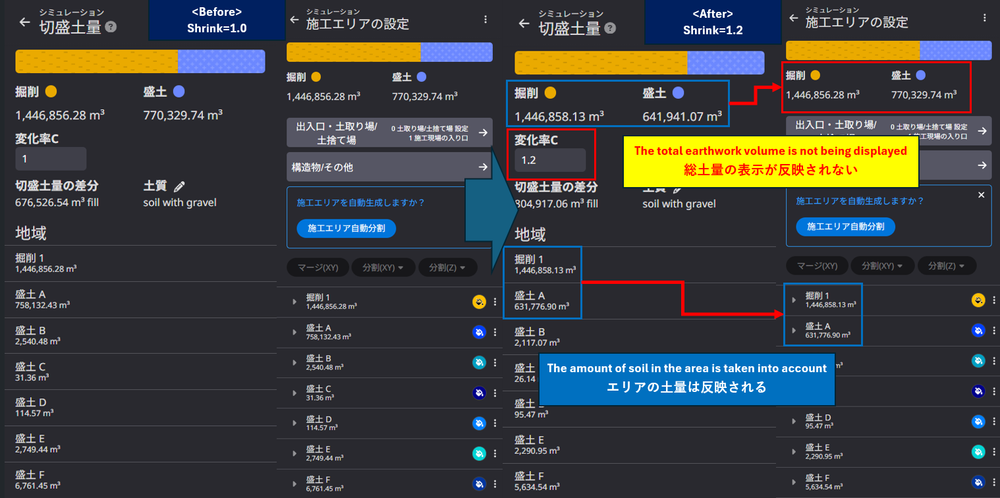 シミュレーション
切盛土量 ?
<Before>
Shrink=1.0
掘削
盛土
1,446,856.28 m³
770,329.74 m³
変化率C
1
切盛土量の差分
土質
676,526.54 m³ fill
soil with gravel
地域
掘削 1
1,446,856.28 m³
盛土 A
758,132.43 m³
盛土 B
2,540.48 m³
盛土 C
31.36 m³
盛土 D
114.57 m³
盛土 E
2,749.44 m³
盛土 F
6,761.45 m³
シミュレーション
施工エリアの設定
掘削
盛土
1,446,856.28 m³
770,329.74 m³
出入口・土取り場/
土捨て場
0 土取り場/土捨て場 設定
1 施工現場の入り口
構造物/その他
施工エリアを自動生成しますか？
施工エリア自動分割
マージ(XY)
分割(XY)
分割(Z)
掘削 1
1,446,856.28 m³
盛土 A
758,132.43 m³
盛土 B
2,540.48 m³
盛土 C
31.36 m³
盛土 D
114.57 m³
盛土 E
2,749.44 m³
盛土 F
6,761.45 m³
シミュレーション
切盛土量 ?
<After>
Shrink=1.2
掘削
盛土
1,446,858.13 m³
641,941.07 m³
変化率C
1.2
切盛土量の差分
土質
804,917.06 m³ fill
soil with gravel
地域
掘削 1
1,446,858.13 m³
盛土 A
631,776.90 m³
盛土 B
2,117.07 m³
盛土
26.14
盛土
95.47 m³
盛土 E
2,290.95 m³
盛土 F
5,634.54 m³
シミュレーション
施工エリアの設定
掘削
盛土
1,446,856.28 m³
770,329.74 m³
出入口・土取り場/
土捨て場
0 土取り場/土捨て場 設定
1 施工現場の入り口
The total earthwork volume is not being displayed
総土量の表示が反映されない
施工エリアを自動生成しますか？
施工エリア自動分割
マージ(XY)
分割(XY)
分割(Z)
掘削 1
1,446,858.13 m³
盛土 A
631,776.90 m³
m³
The amount of soil in the area is taken into account
エリアの土量は反映される
盛土 D
95.47 m³
盛土 E
2,290.95 m³
盛土 F
5,634.54 m³